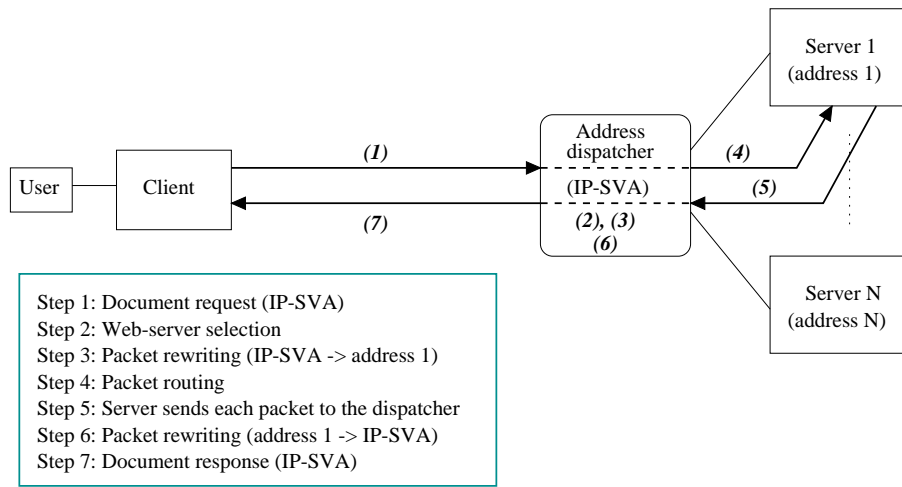 Server 1
(address 1)
Address
dispatcher
(1)
(4)
User
Client
(IP-SVA)
(5)
(7)
(2), (3)
(6)
Server N
(address N)
Step 1: Document request (IP-SVA)
Step 2: Web-server selection
Step 3: Packet rewriting (IP-SVA -> address 1)
Step 4: Packet routing
Step 5: Server sends each packet to the dispatcher
Step 6: Packet rewriting (address 1 -> IP-SVA)
Step 7: Document response (IP-SVA)